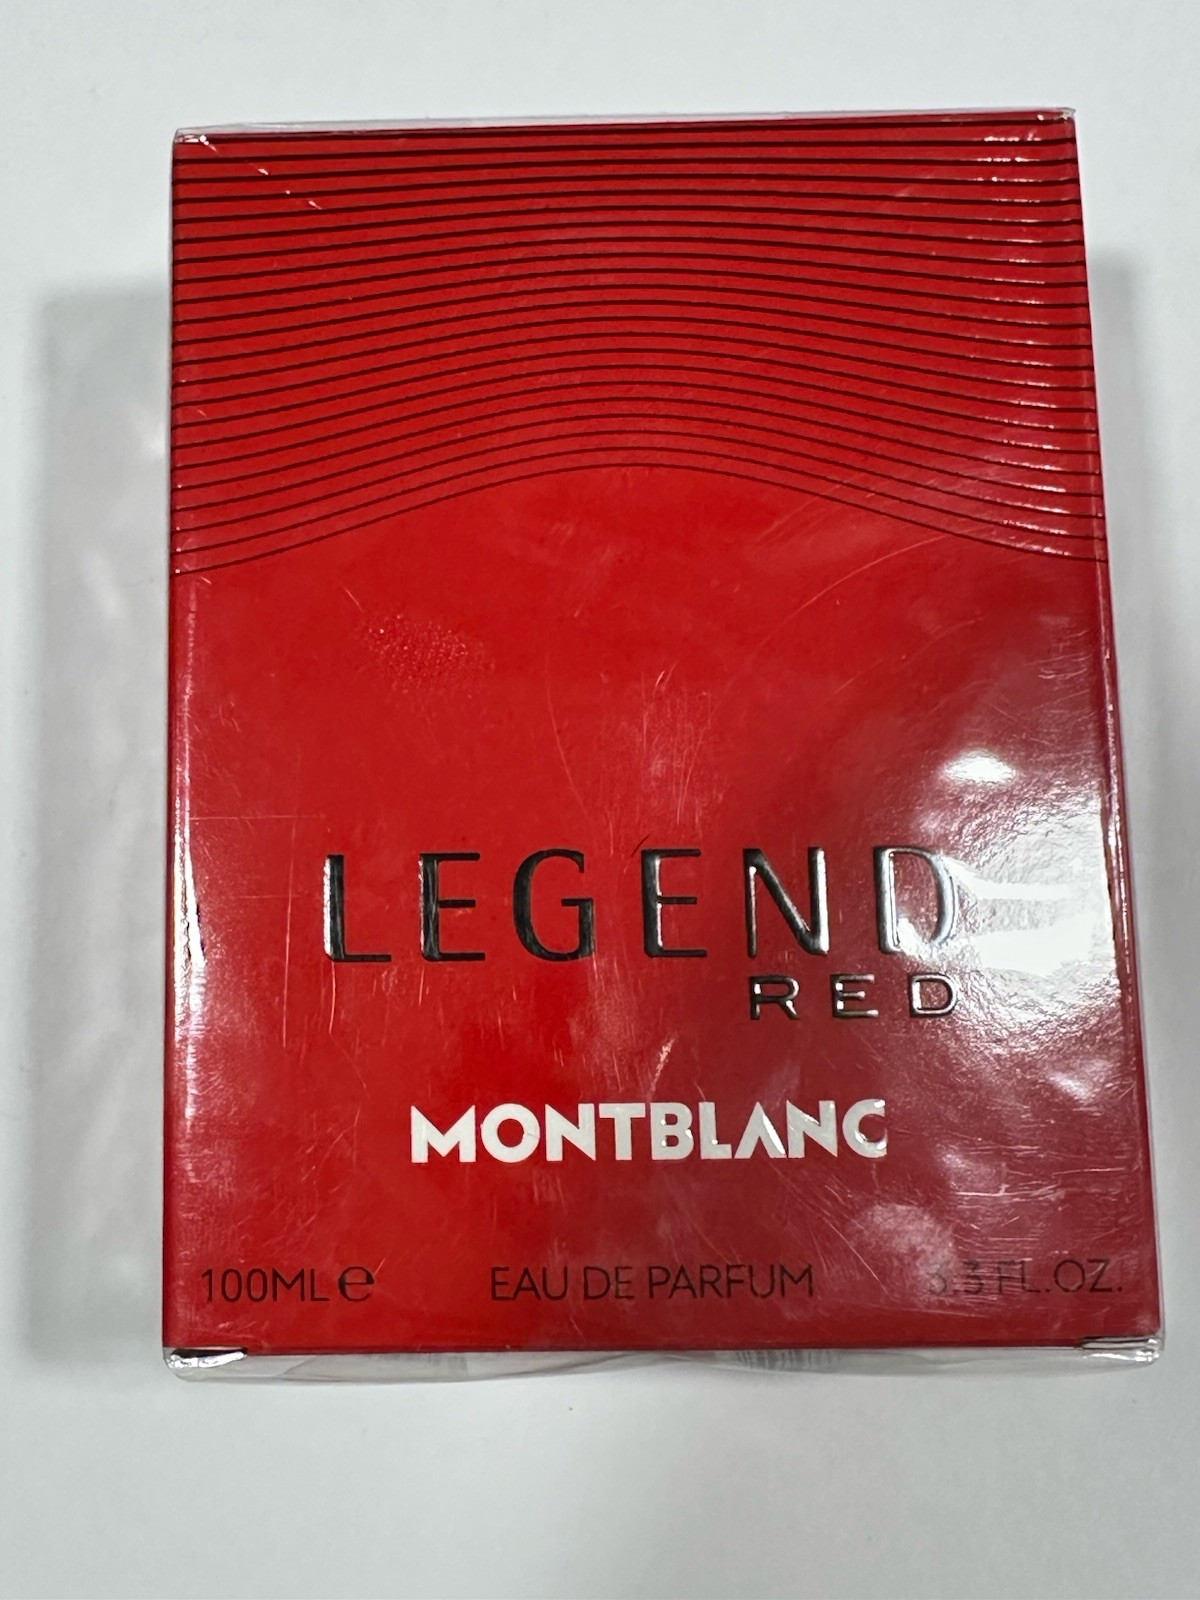 LEGEND
RED
MONTBLANC
100ML e EAU DE PARFUM 3.3 FL.OZ.